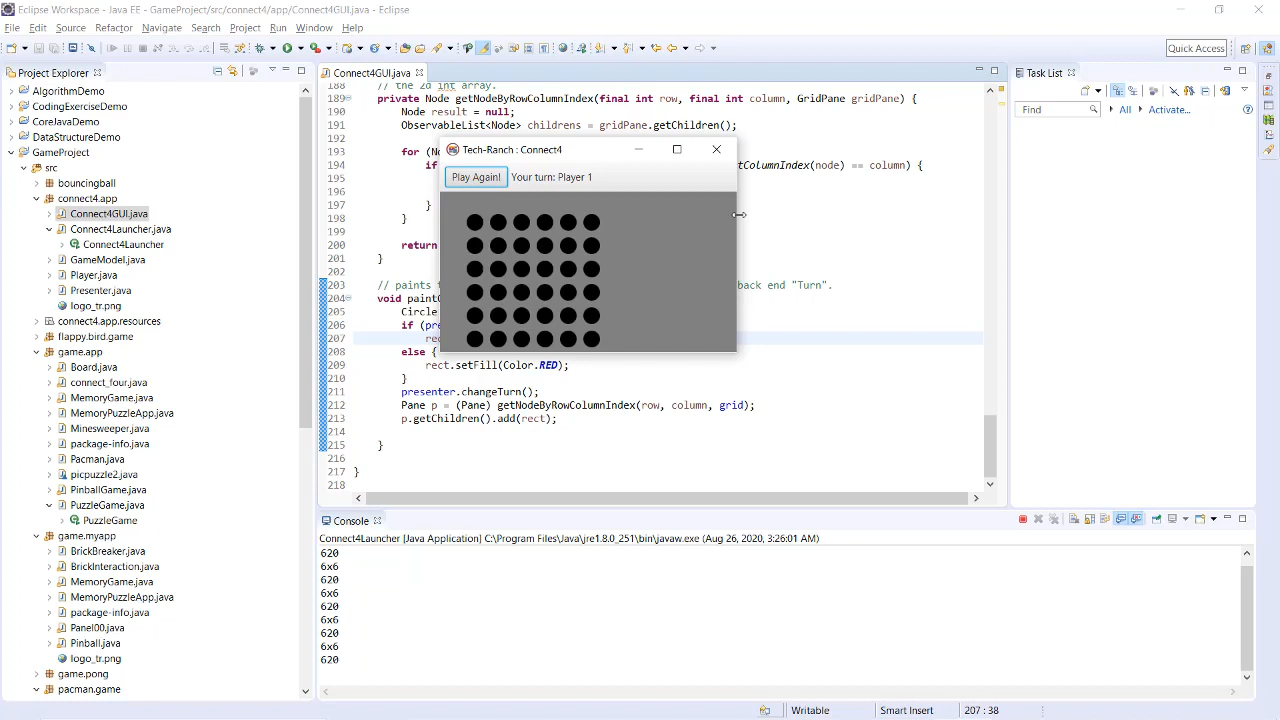 Eclipse Workspace - Java EE - GameProject/src/connect4/app/Connect4GUI.java - Eclipse
File Edit Source Refactor Navigate Search Project Run Window Help
Quick Access
Project Explorer
AlgorithmDemo
CodingExerciseDemo
CoreJavaDemo
DataStructureDemo
GameProject
src
bouncingball
connect4.app
Connect4GUI.java
Connect4Launcher.java
Connect4Launcher
GameModel.java
Player.java
Presenter.java
logo_tr.png
connect4.app.resources
flappy.bird.game
game.app
Board.java
connect_four.java
MemoryGame.java
MemoryPuzzleApp.java
Minesweeper.java
package-info.java
Pacman.java
picpuzzle2.java
PinballGame.java
PuzzleGame.java
PuzzleGame
game.myapp
BrickBreaker.java
BrickInteraction.java
MemoryGame.java
MemoryPuzzleApp.java
package-info.java
Panel00.java
Pinball.java
logo_tr.png
game.pong
pacman.game
Connect4GUI.java
188 // the 2d int array.
189 private Node getNodeByRowColumnIndex(final int row, final int column, GridPane gridPane) {
190 Node result = null;
191 ObservableList<Node> childrens = gridPane.getChildren();
192
193 for (No
194 if olumnIndex(node) == column) {
195
196
197 }
198 }
199
200 return
201 }
202
203 // paints t back end "Turn".
204 void paint
205 Circle
206 if (pre
207 rec
208 else {
209 rect.setFill(Color.RED);
210 }
211 presenter.changeTurn();
212 Pane p = (Pane) getNodeByRowColumnIndex(row, column, grid);
213 p.getChildren().add(rect);
214
215 }
216
217 }
218
Tech-Ranch : Connect4
Play Again! Your turn: Player 1
Task List
Find All Activate...
Console
Connect4Launcher [Java Application] C:\Program Files\Java\jre1.8.0_251\bin\javaw.exe (Aug 26, 2020, 3:26:01 AM)
620
6x6
620
6x6
620
6x6
620
6x6
620
Writable Smart Insert 207 : 38